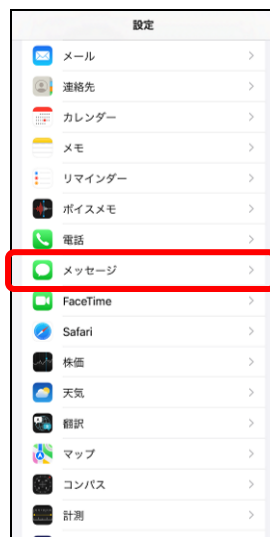 設定
メール
連絡先
カレンダー
メモ
リマインダー
ボイスメモ
電話
メッセージ
FaceTime
Safari
株価
天気
翻訳
マップ
コンパス
計測